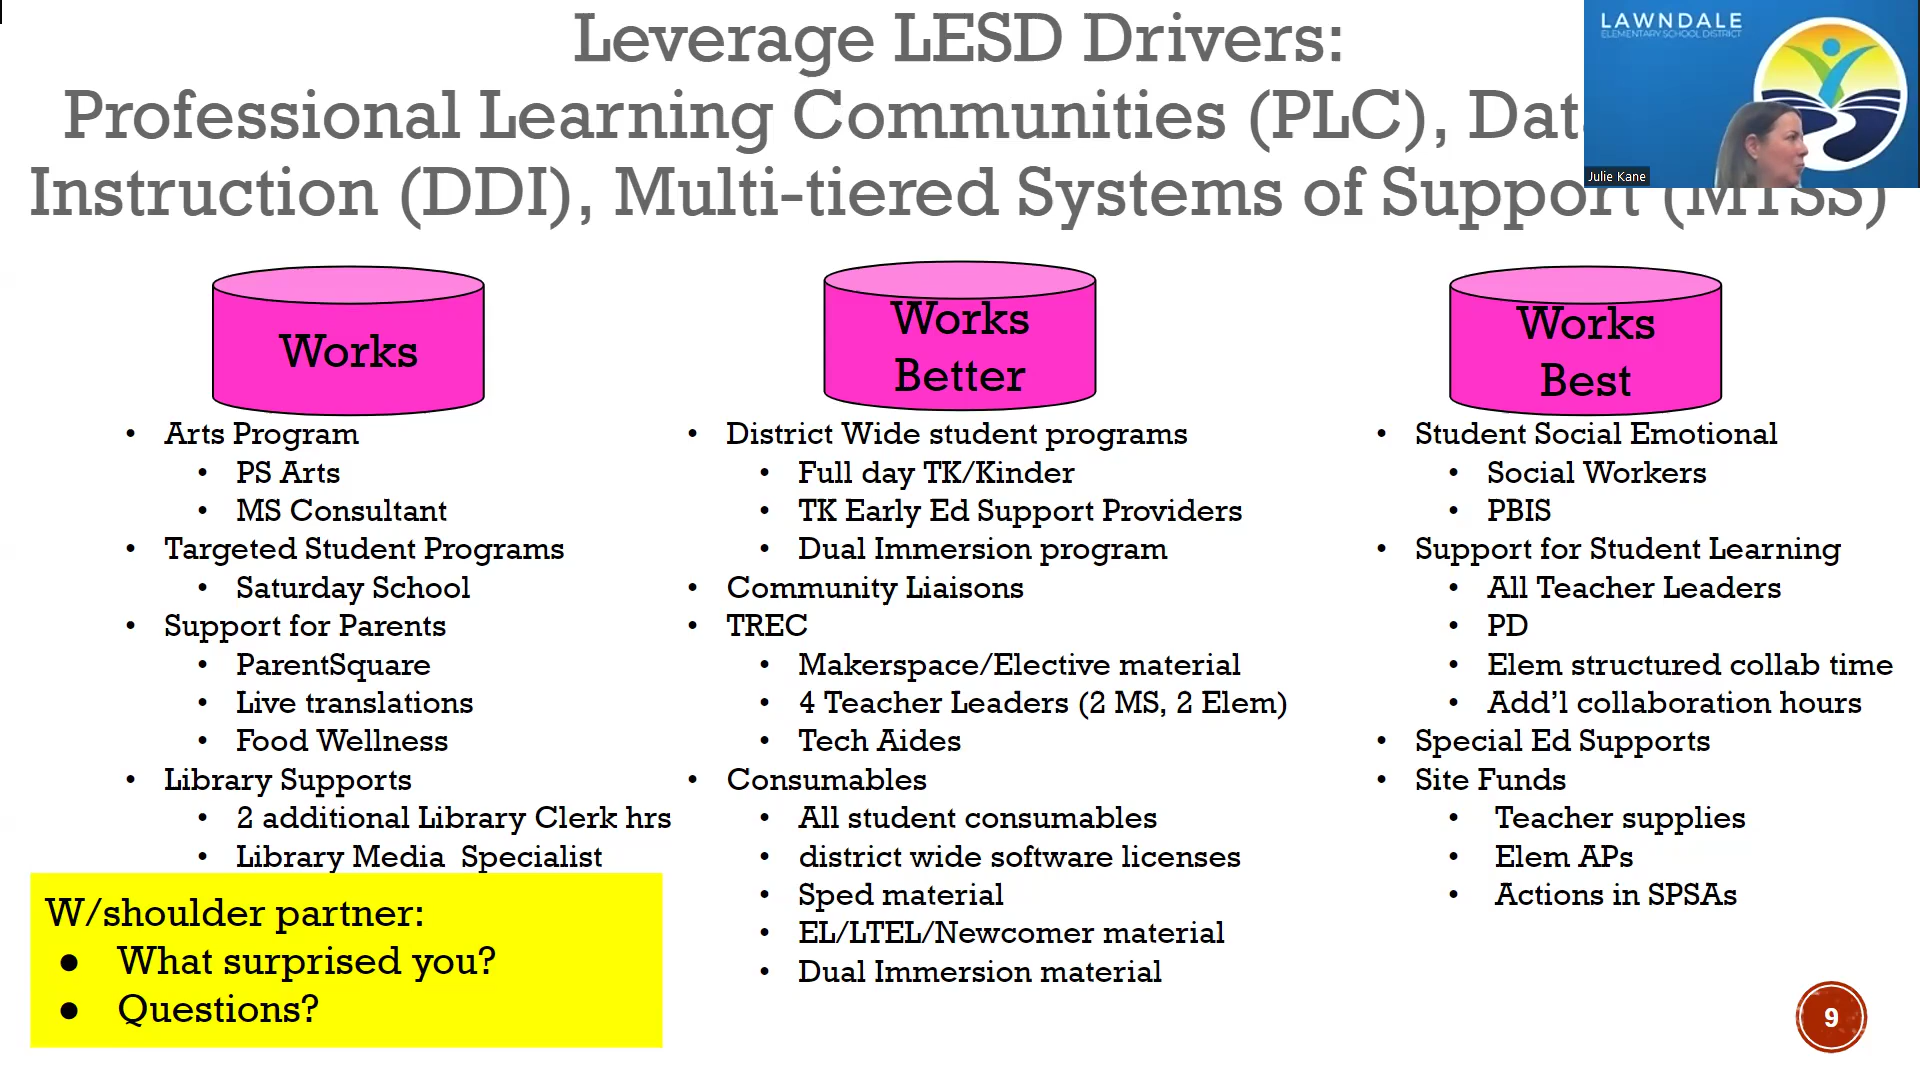 Leverage LESD Drivers:
Professional Learning Communities (PLC), Dat
Instruction (DDI), Multi-tiered Systems of Support (MTSS)
LAWNDALE
ELEMENTARY SCHOOL DISTRICT
Julie Kane
Works
• Arts Program
• PS Arts
• MS Consultant
• Targeted Student Programs
• Saturday School
• Support for Parents
• ParentSquare
• Live translations
• Food Wellness
• Library Supports
• 2 additional Library Clerk hrs
• Library Media Specialist
Works
Better
• District Wide student programs
• Full day TK/Kinder
• TK Early Ed Support Providers
• Dual Immersion program
• Community Liaisons
• TREC
• Makerspace/Elective material
• 4 Teacher Leaders (2 MS, 2 Elem)
• Tech Aides
• Consumables
• All student consumables
• district wide software licenses
• Sped material
• EL/LTEL/Newcomer material
• Dual Immersion material
Works
Best
• Student Social Emotional
• Social Workers
• PBIS
• Support for Student Learning
• All Teacher Leaders
• PD
• Elem structured collab time
• Add’l collaboration hours
• Special Ed Supports
• Site Funds
• Teacher supplies
• Elem APs
• Actions in SPSAs
W/shoulder partner:
● What surprised you?
● Questions?
9